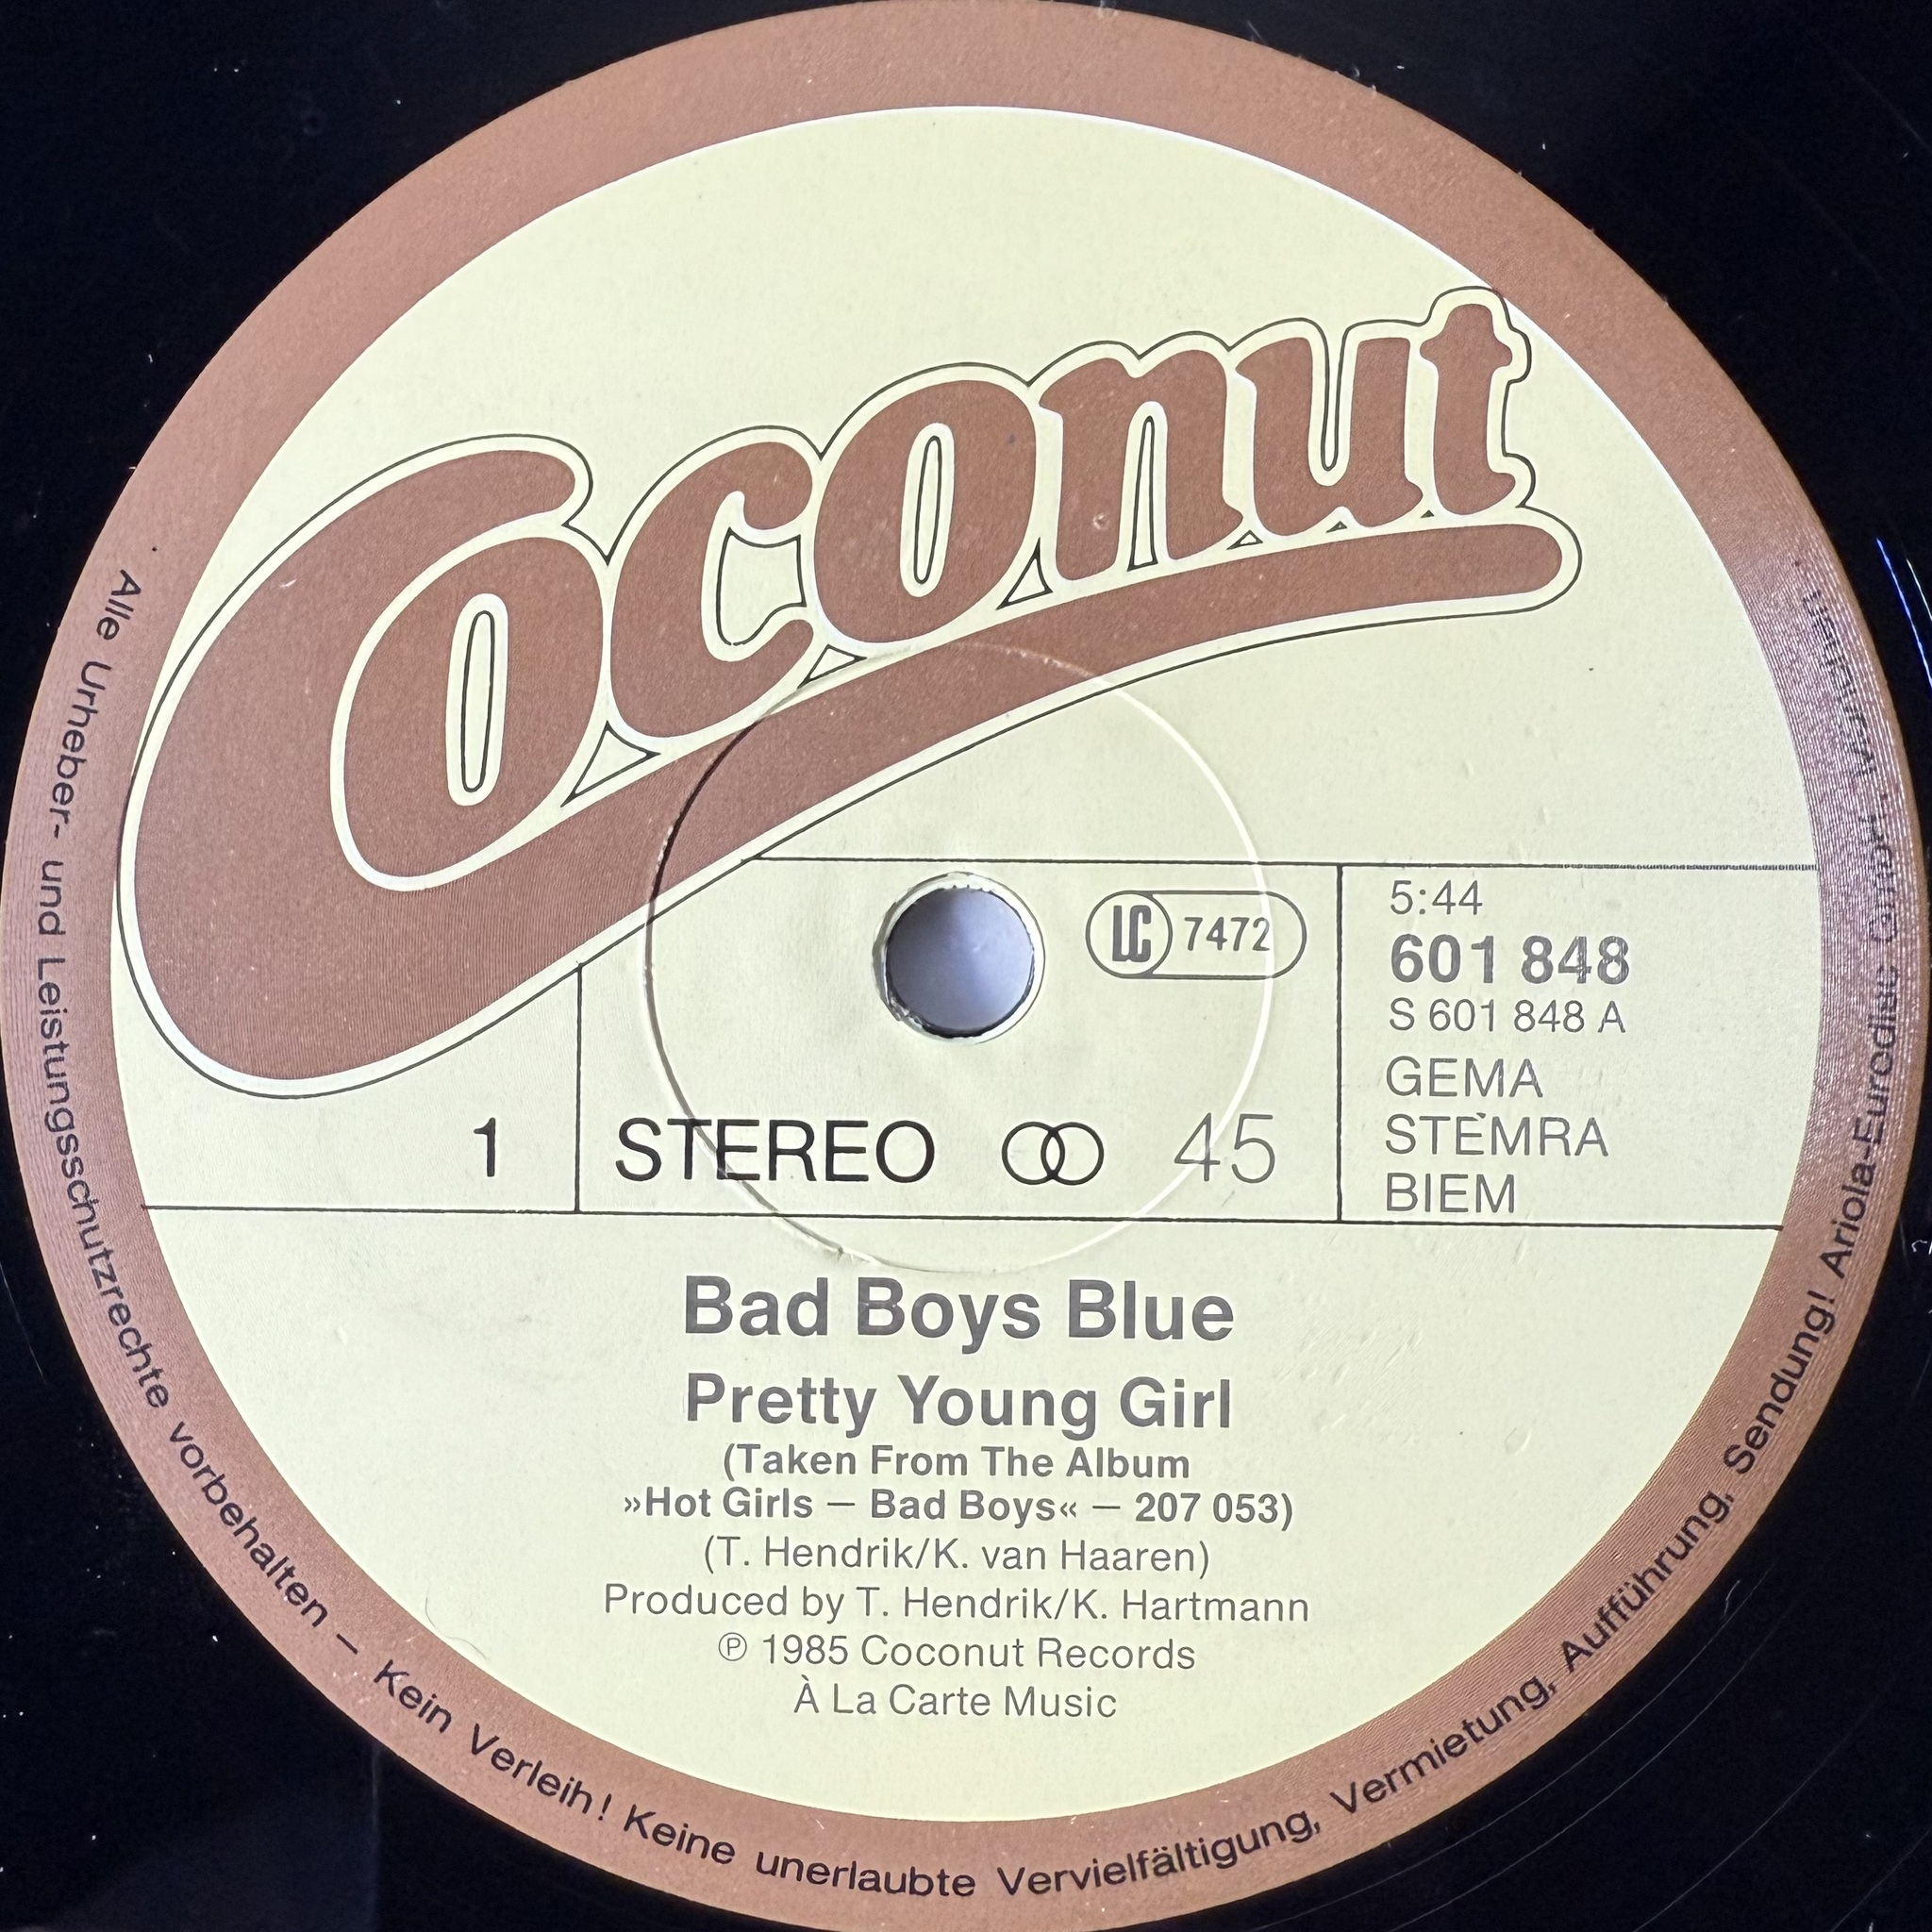 Coconut
LC 7472
5:44
601 848
S 601 848 A
GEMA
STEMRA
BIEM
1
STEREO 45
Bad Boys Blue
Pretty Young Girl
(Taken From The Album
»Hot Girls — Bad Boys« — 207 053)
(T. Hendrik/K. van Haaren)
Produced by T. Hendrik/K. Hartmann
℗ 1985 Coconut Records
À La Carte Music
Alle Urheber- und Leistungsschutzrechte vorbehalten – Kein Verleih! Keine unerlaubte Vervielfältigung, Vermietung, Aufführung, Sendung! Ariola-Eurodisc GmbH · München